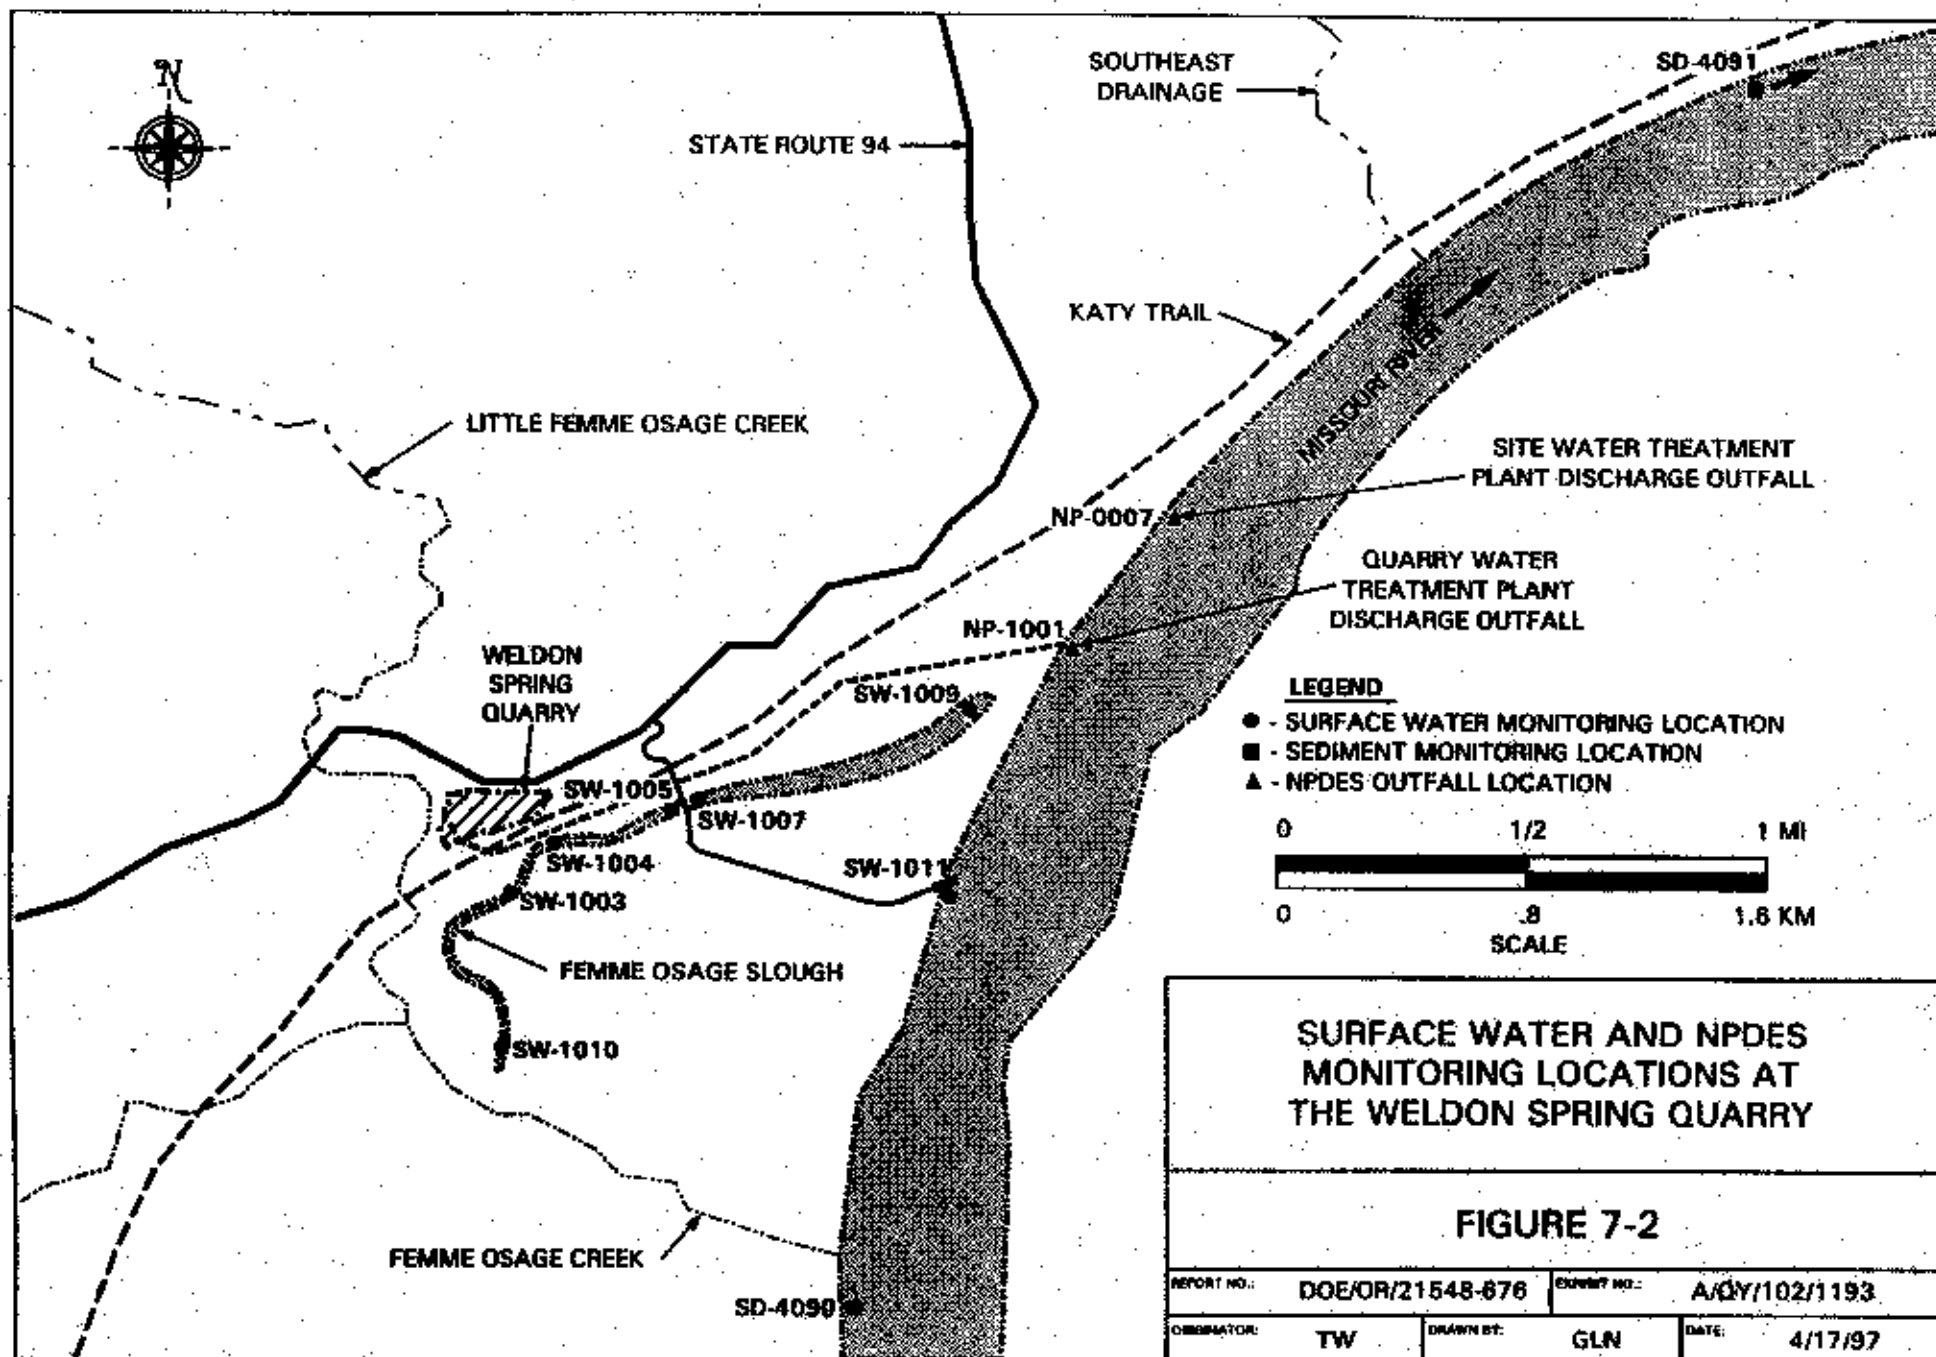 N
SOUTHEAST
DRAINAGE
SD-4091
STATE ROUTE 94
KATY TRAIL
LITTLE FEMME OSAGE CREEK
MISSOURI RIVER
SITE WATER TREATMENT
PLANT DISCHARGE OUTFALL
NP-0007
QUARRY WATER
TREATMENT PLANT
DISCHARGE OUTFALL
NP-1001
WELDON
SPRING
QUARRY
SW-1009
LEGEND
● - SURFACE WATER MONITORING LOCATION
■ - SEDIMENT MONITORING LOCATION
▲ - NPDES OUTFALL LOCATION
SW-1005
SW-1007
SW-1004
SW-1011
SW-1003
0 1/2 1 MI
0 .8 1.6 KM
SCALE
FEMME OSAGE SLOUGH
SW-1010
SURFACE WATER AND NPDES
MONITORING LOCATIONS AT
THE WELDON SPRING QUARRY
FIGURE 7-2
FEMME OSAGE CREEK
SD-4090
REPORT NO.: DOE/OR/21548-676 EXHIBIT NO.: A/QY/102/1193
ORIGINATOR: TW DRAWN BY: GLN DATE: 4/17/97